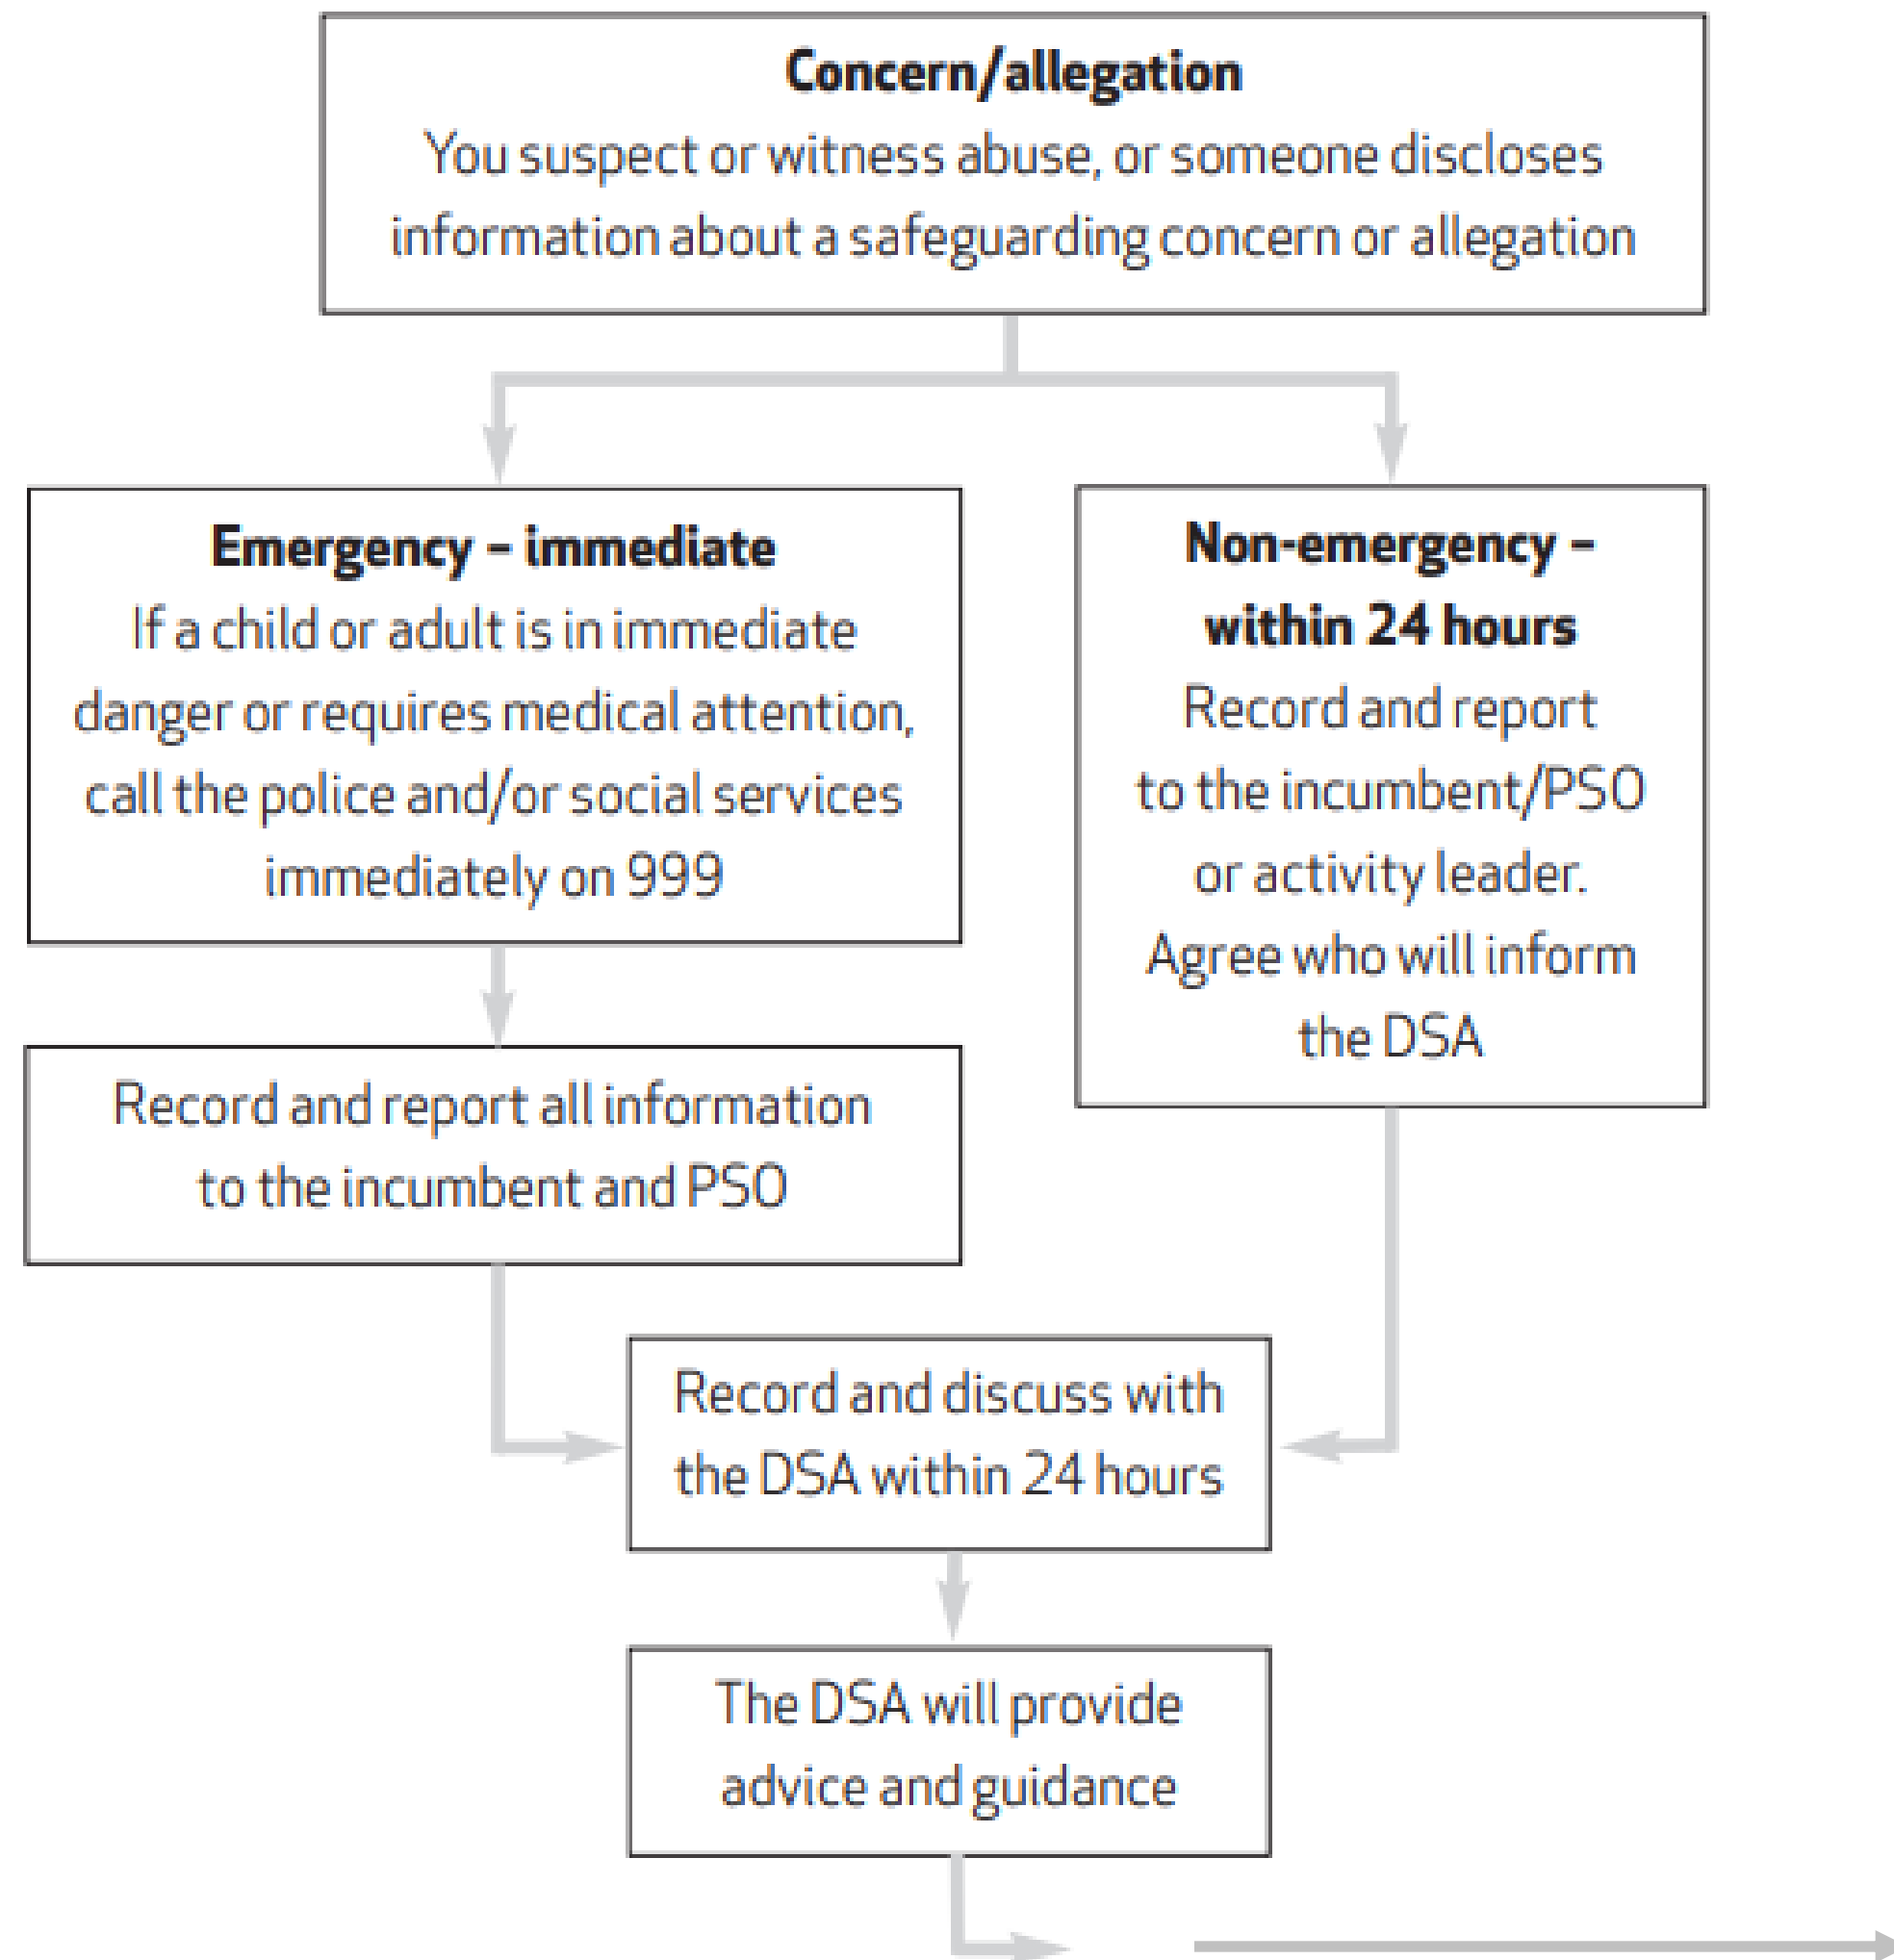 Concern/allegation
You suspect or witness abuse, or someone discloses
information about a safeguarding concern or allegation
Emergency – immediate
If a child or adult is in immediate
danger or requires medical attention,
call the police and/or social services
immediately on 999
Non-emergency –
within 24 hours
Record and report
to the incumbent/PSO
or activity leader.
Agree who will inform
the DSA
Record and report all information
to the incumbent and PSO
Record and discuss with
the DSA within 24 hours
The DSA will provide
advice and guidance